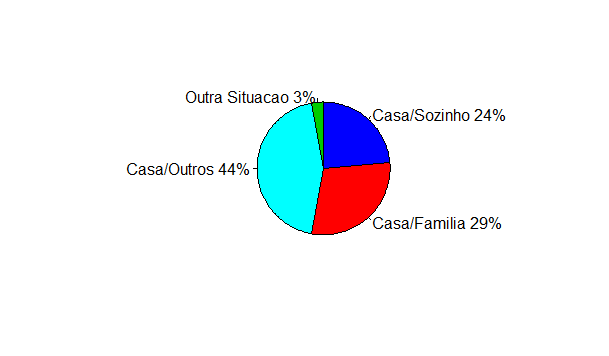 Outra Situacao 3%
Casa/Sozinho 24%
Casa/Outros 44%
Casa/Familia 29%